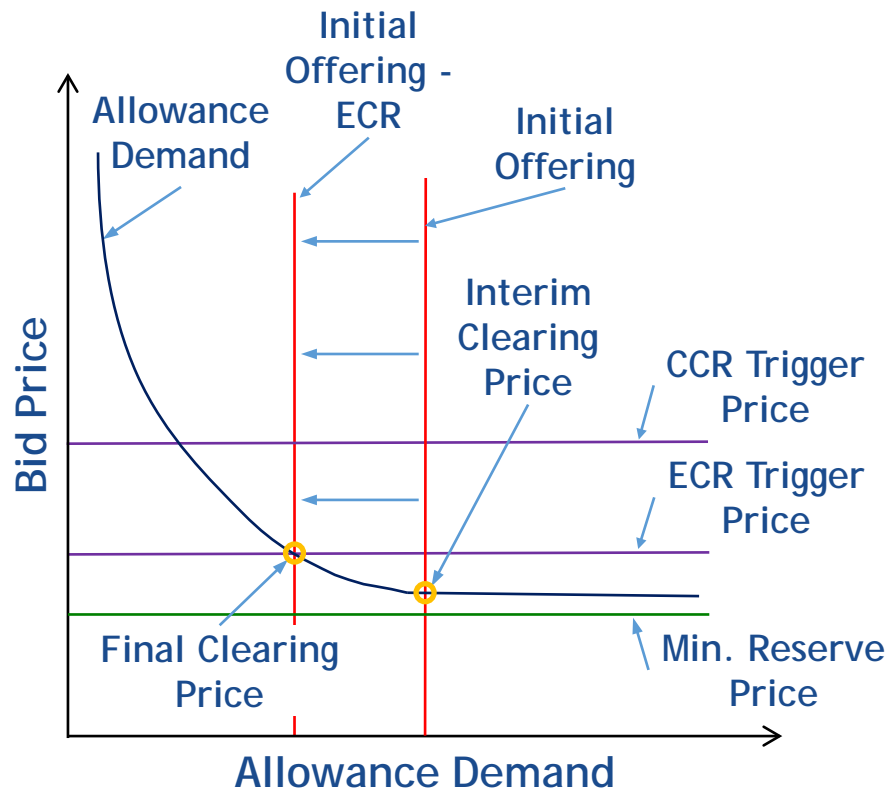 Initial
Offering -
ECR
Allowance
Demand
Initial
Offering
Interim
Clearing
Price
CCR Trigger
Price
ECR Trigger
Price
Bid Price
Final Clearing
Price
Min. Reserve
Price
Allowance Demand